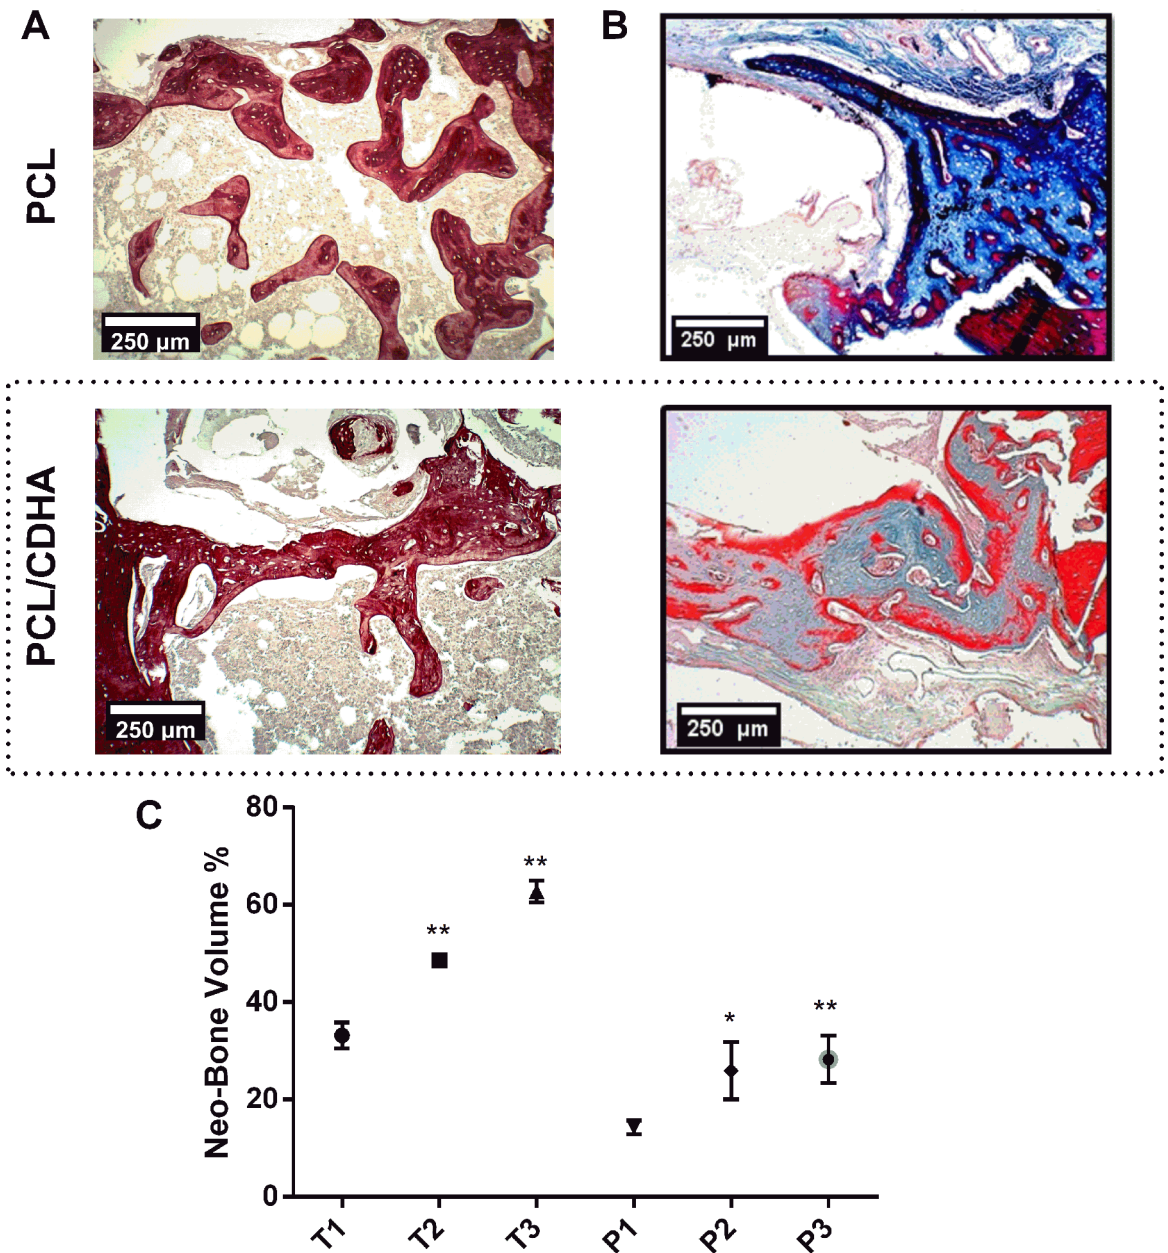 A
B
PCL
250 µm
250 µm
PCL/CDHA
250 µm
250 µm
C
Neo-Bone Volume %
80
60
40
20
0
**
**
*
**
T1
T2
T3
P1
P2
P3